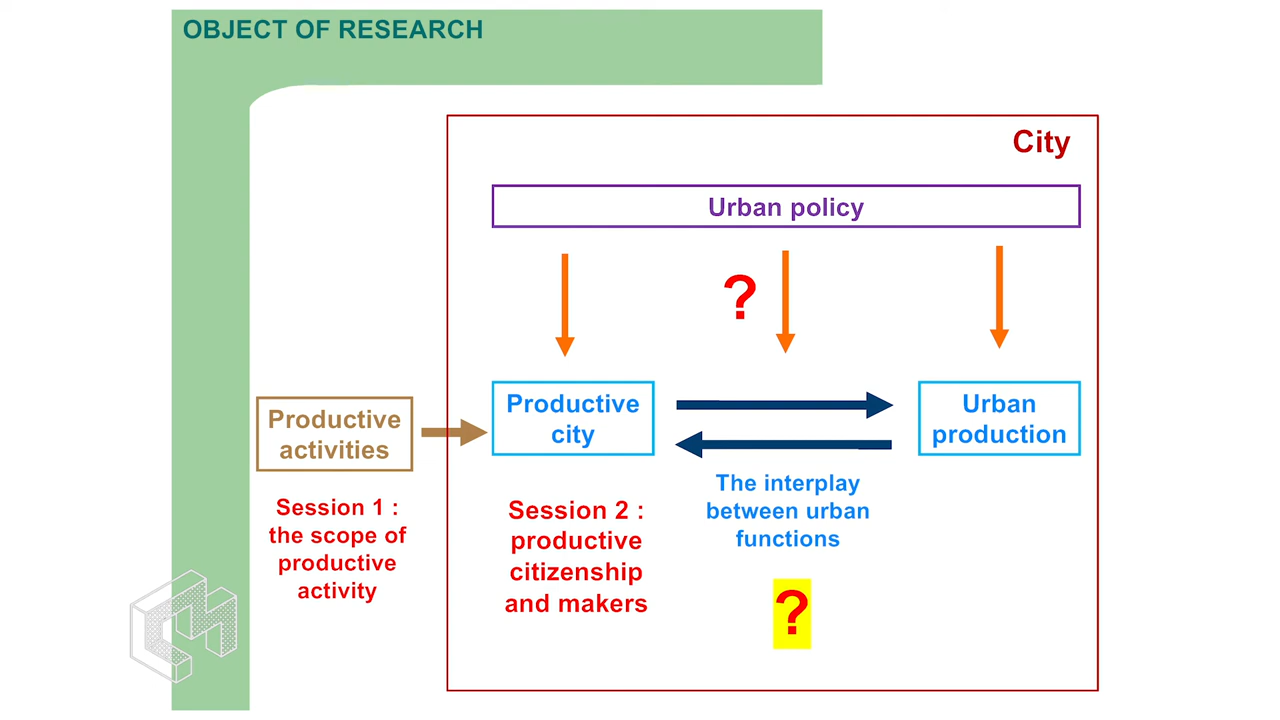 OBJECT OF RESEARCH
City
Urban policy
?
Productive
activities
Productive
city
Urban
production
The interplay
between urban
functions
Session 1 :
the scope of
productive
activity
Session 2 :
productive
citizenship
and makers
?
CM